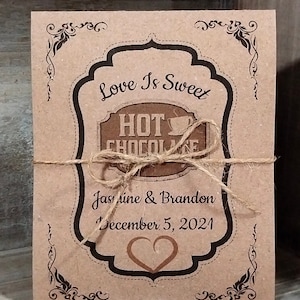 Love Is Sweet
HOT
CHOCOLATE
Jasmine & Brandon
December 5, 2021